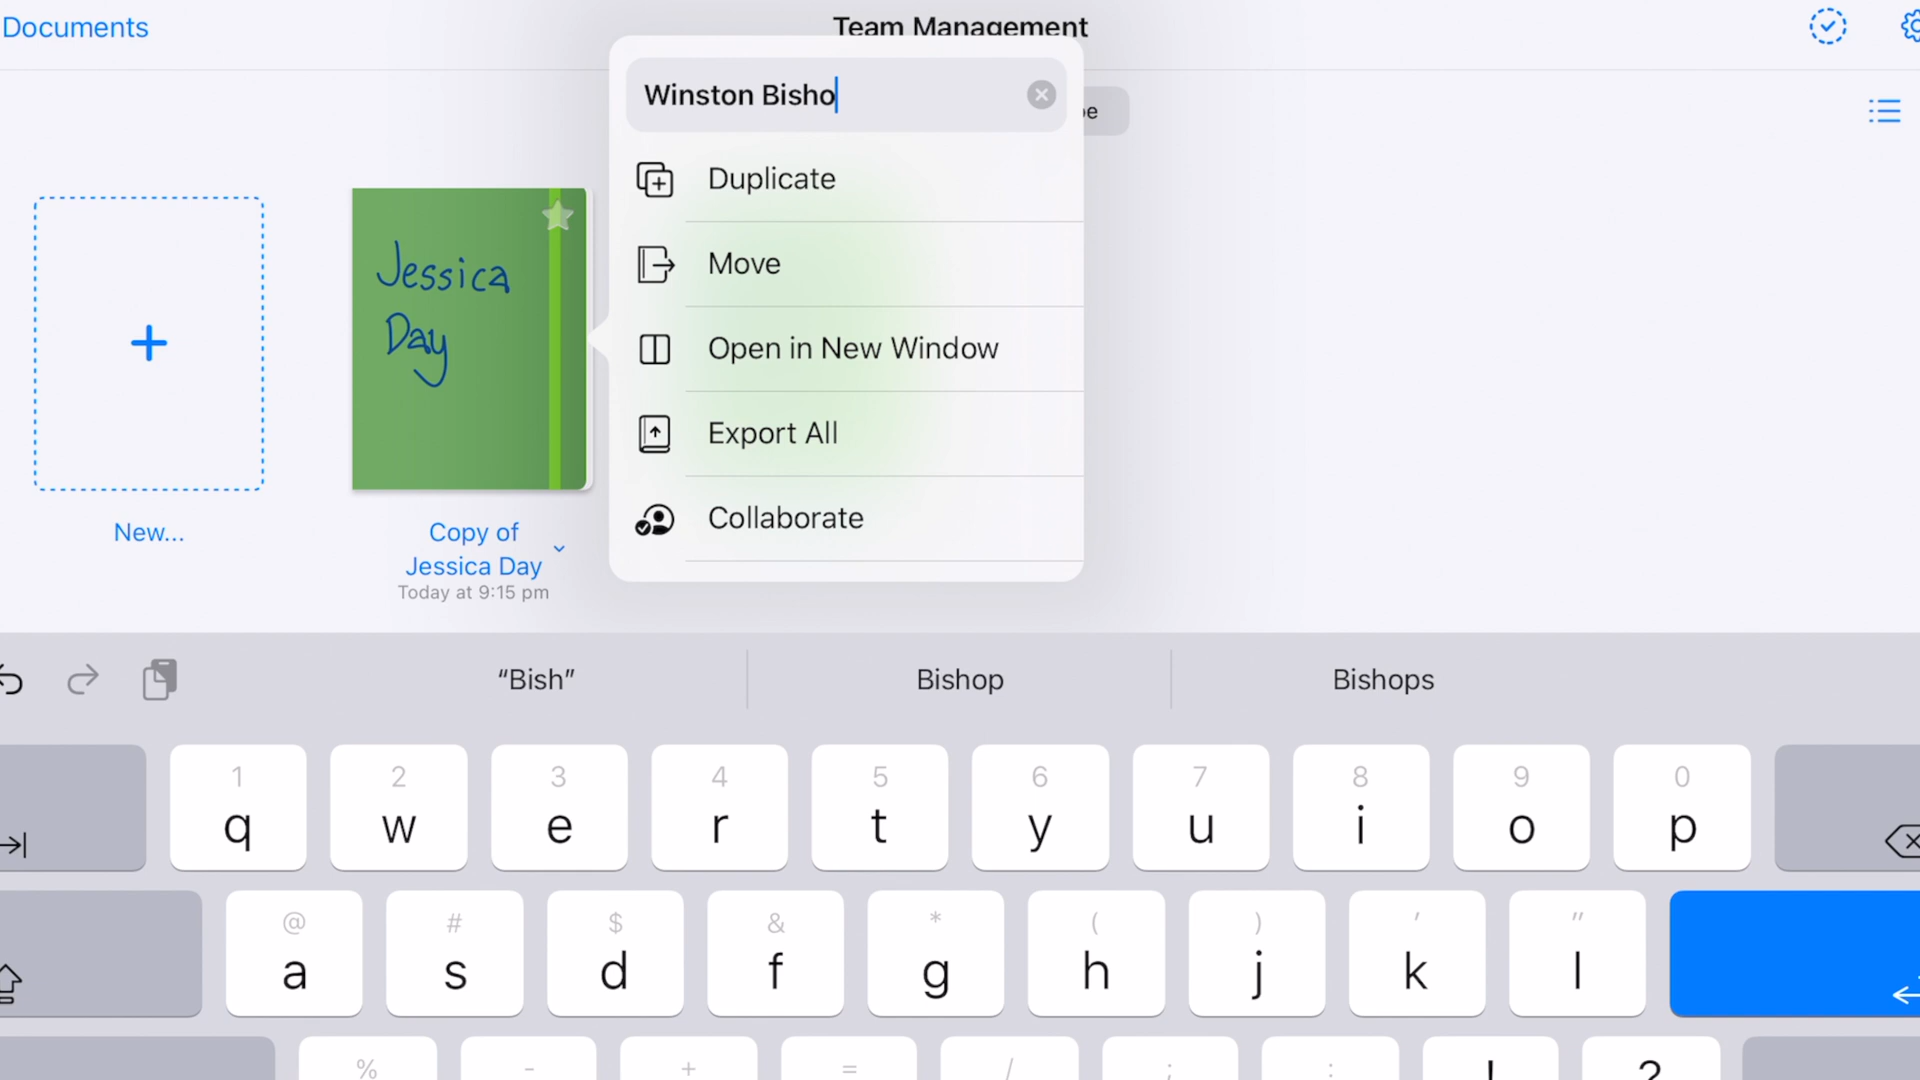 Documents
Team Management
Winston Bisho
Duplicate
Move
Open in New Window
Export All
Collaborate
Jessica
Day
New...
Copy of
Jessica Day
Today at 9:15 pm
“Bish”
Bishop
Bishops
1 2 3 4 5 6 7 8 9 0
q w e r t y u i o p
@ # $ & * ( ) ' "
a s d f g h j k l
% - + = / ; : ! ?